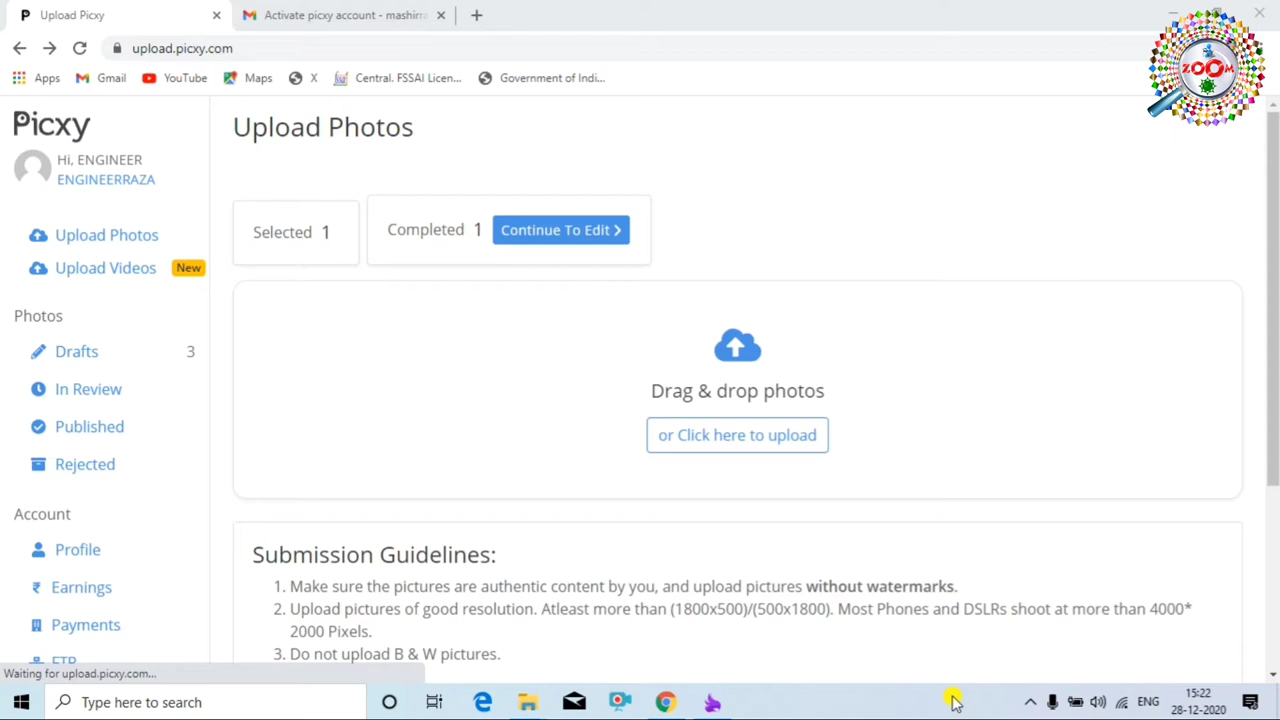 Upload Picxy
Activate picxy account - mashirra
upload.picxy.com
Apps
Gmail
YouTube
Maps
X
Central. FSSAI Licen...
Government of Indi...
ZOOM
Picxy
Hi, ENGINEER
ENGINEERRAZA
Upload Photos
Upload Videos New
Photos
Drafts 3
In Review
Published
Rejected
Account
Profile
Earnings
Payments
FTP
Upload Photos
Selected 1
Completed 1 Continue To Edit
Drag & drop photos
or Click here to upload
Submission Guidelines:
1. Make sure the pictures are authentic content by you, and upload pictures without watermarks.
2. Upload pictures of good resolution. Atleast more than (1800x500)/(500x1800). Most Phones and DSLRs shoot at more than 4000*
2000 Pixels.
3. Do not upload B & W pictures.
Waiting for upload.picxy.com...
Type here to search
ENG
15:22
28-12-2020